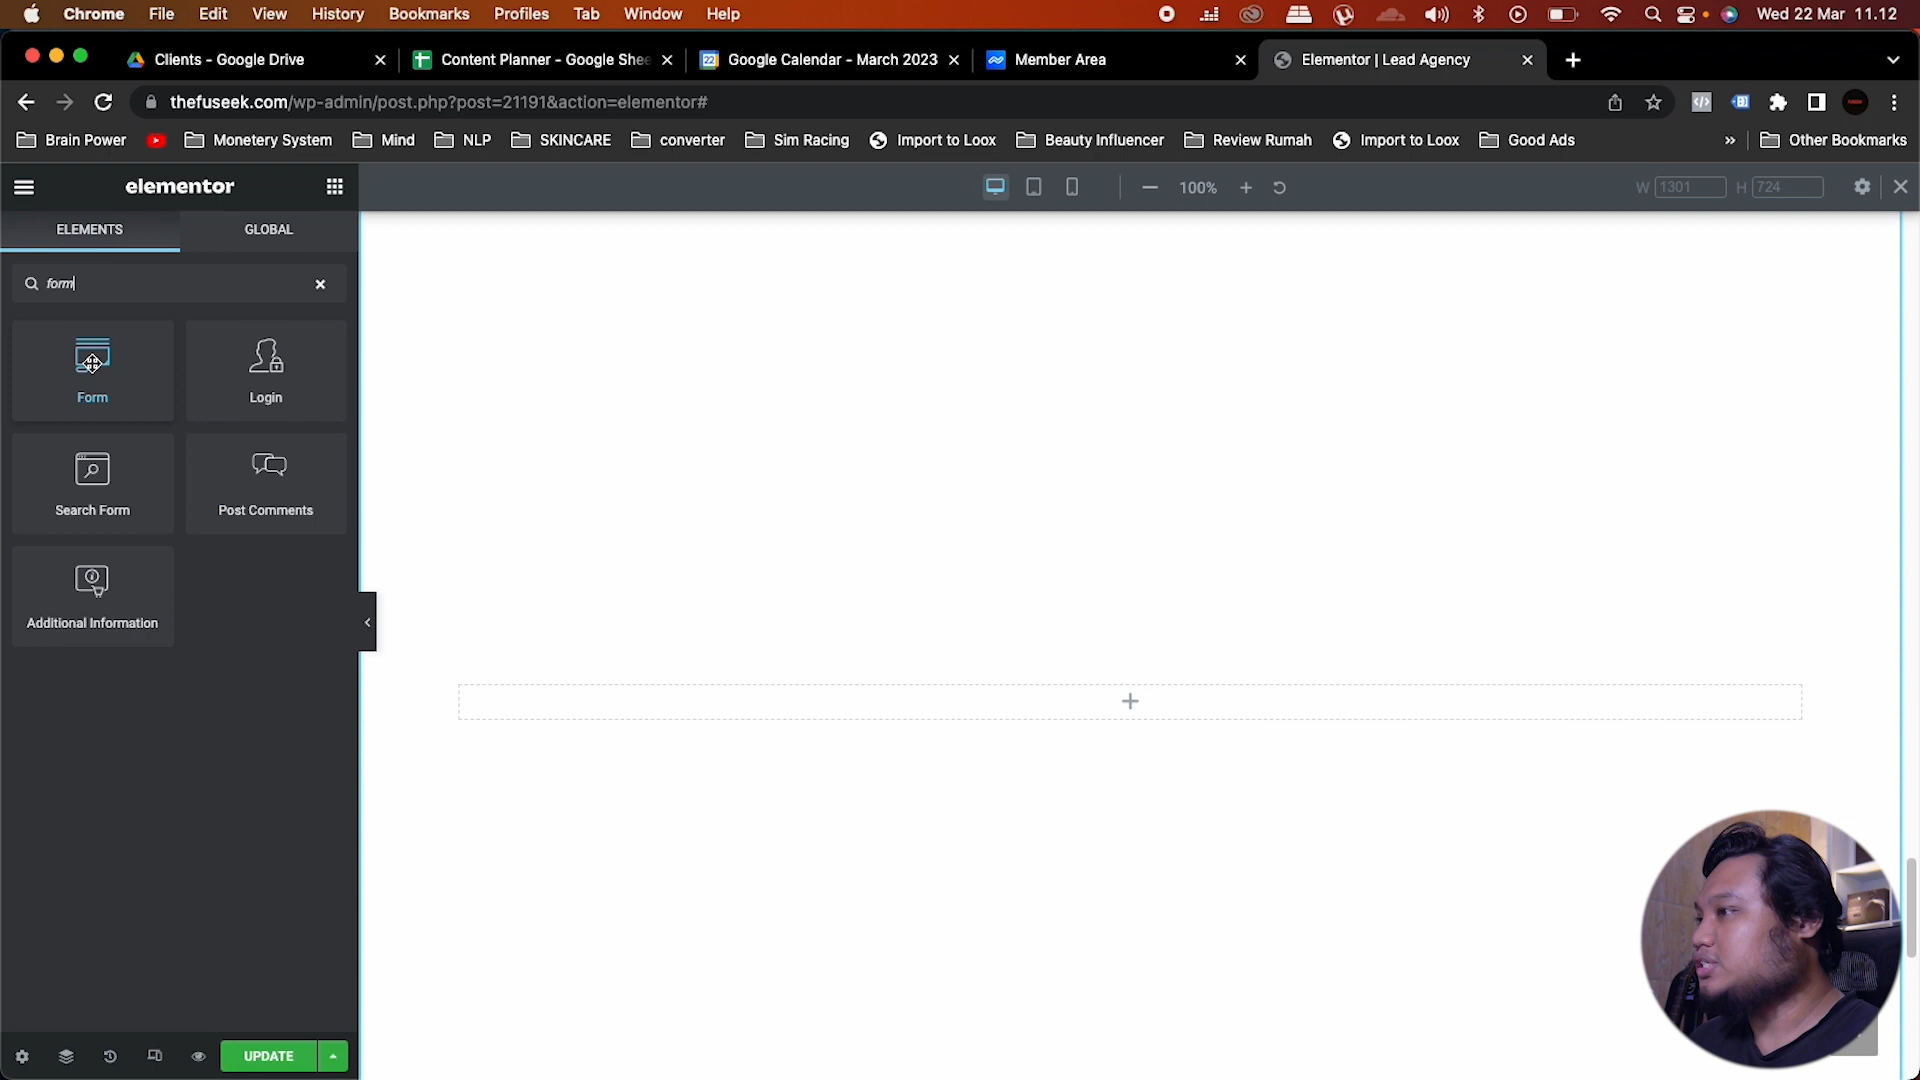 Chrome File Edit View History Bookmarks Profiles Tab Window Help Wed 22 Mar 11.12
Clients - Google Drive Content Planner - Google She 22 Google Calendar - March 2023 Member Area Elementor | Lead Agency
thefuseek.com/wp-admin/post.php?post=21191&action=elementor#
Brain Power Monetery System Mind NLP SKINCARE converter Sim Racing Import to Loox Beauty Influencer Review Rumah Import to Loox Good Ads » Other Bookmarks
elementor 100% W 1301 H 724
ELEMENTS GLOBAL
form
Form Login
Search Form Post Comments
Additional Information
UPDATE